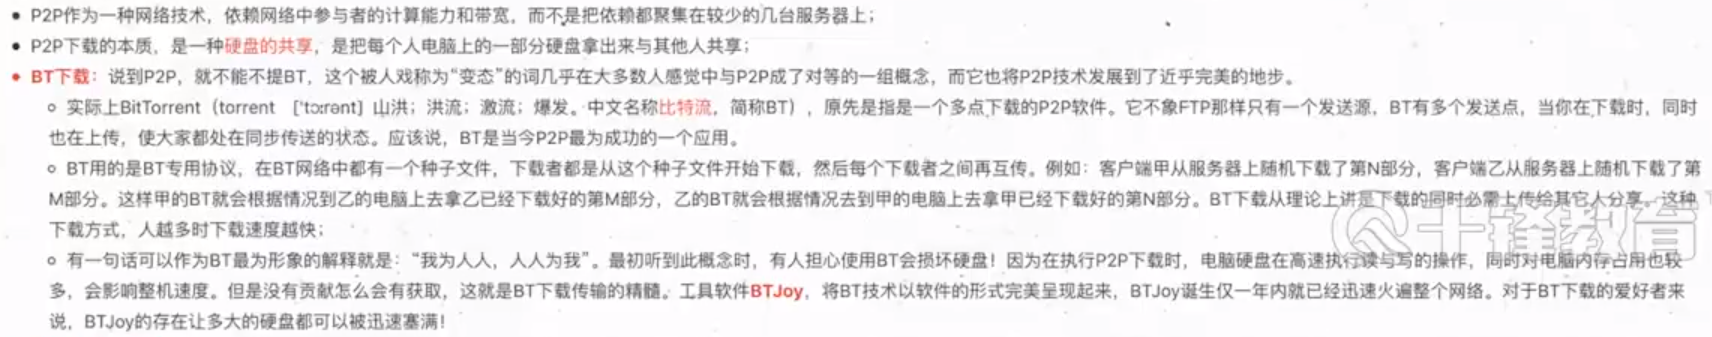 • P2P作为一种网络技术，依赖网络中参与者的计算能力和带宽，而不是把依赖都聚集在较少的几台服务器上；
• P2P下载的本质，是一种硬盘的共享，是把每个人电脑上的一部分硬盘拿出来与其他人共享；
• BT下载：说到P2P，就不能不提BT，这个被人戏称为“变态”的词几乎在大多数人感觉中与P2P成了对等的一组概念，而它也将P2P技术发展到了近乎完美的地步。
○ 实际上BitTorrent（torrent ['tɔ:rənt] 山洪；洪流；激流；爆发。中文名称比特流，简称BT），原先是指是一个多点下载的P2P软件。它不象FTP那样只有一个发送源，BT有多个发送点，当你在下载时，同时
也在上传，使大家都处在同步传送的状态。应该说，BT是当今P2P最为成功的一个应用。
○ BT用的是BT专用协议，在BT网络中都有一个种子文件，下载者都是从这个种子文件开始下载，然后每个下载者之间再互传。例如：客户端甲从服务器上随机下载了第N部分，客户端乙从服务器上随机下载了第
M部分。这样甲的BT就会根据情况到乙的电脑上去拿乙已经下载好的第M部分，乙的BT就会根据情况去到甲的电脑上去拿甲已经下载好的第N部分。BT下载从理论上讲是下载的同时必需上传给其它人分享。这种
下载方式，人越多时下载速度越快；
千锋教育
○ 有一句话可以作为BT最为形象的解释就是：“我为人人，人人为我”。最初听到此概念时，有人担心使用BT会损坏硬盘！因为在执行P2P下载时，电脑硬盘在高速执行读与写的操作，同时对电脑内存占用也较
多，会影响整机速度。但是没有贡献怎么会有获取，这就是BT下载传输的精髓。工具软件BTJoy，将BT技术以软件的形式完美呈现起来，BTJoy诞生仅一年内就已经迅速火遍整个网络。对于BT下载的爱好者来
说，BTJoy的存在让多大的硬盘都可以被迅速塞满！